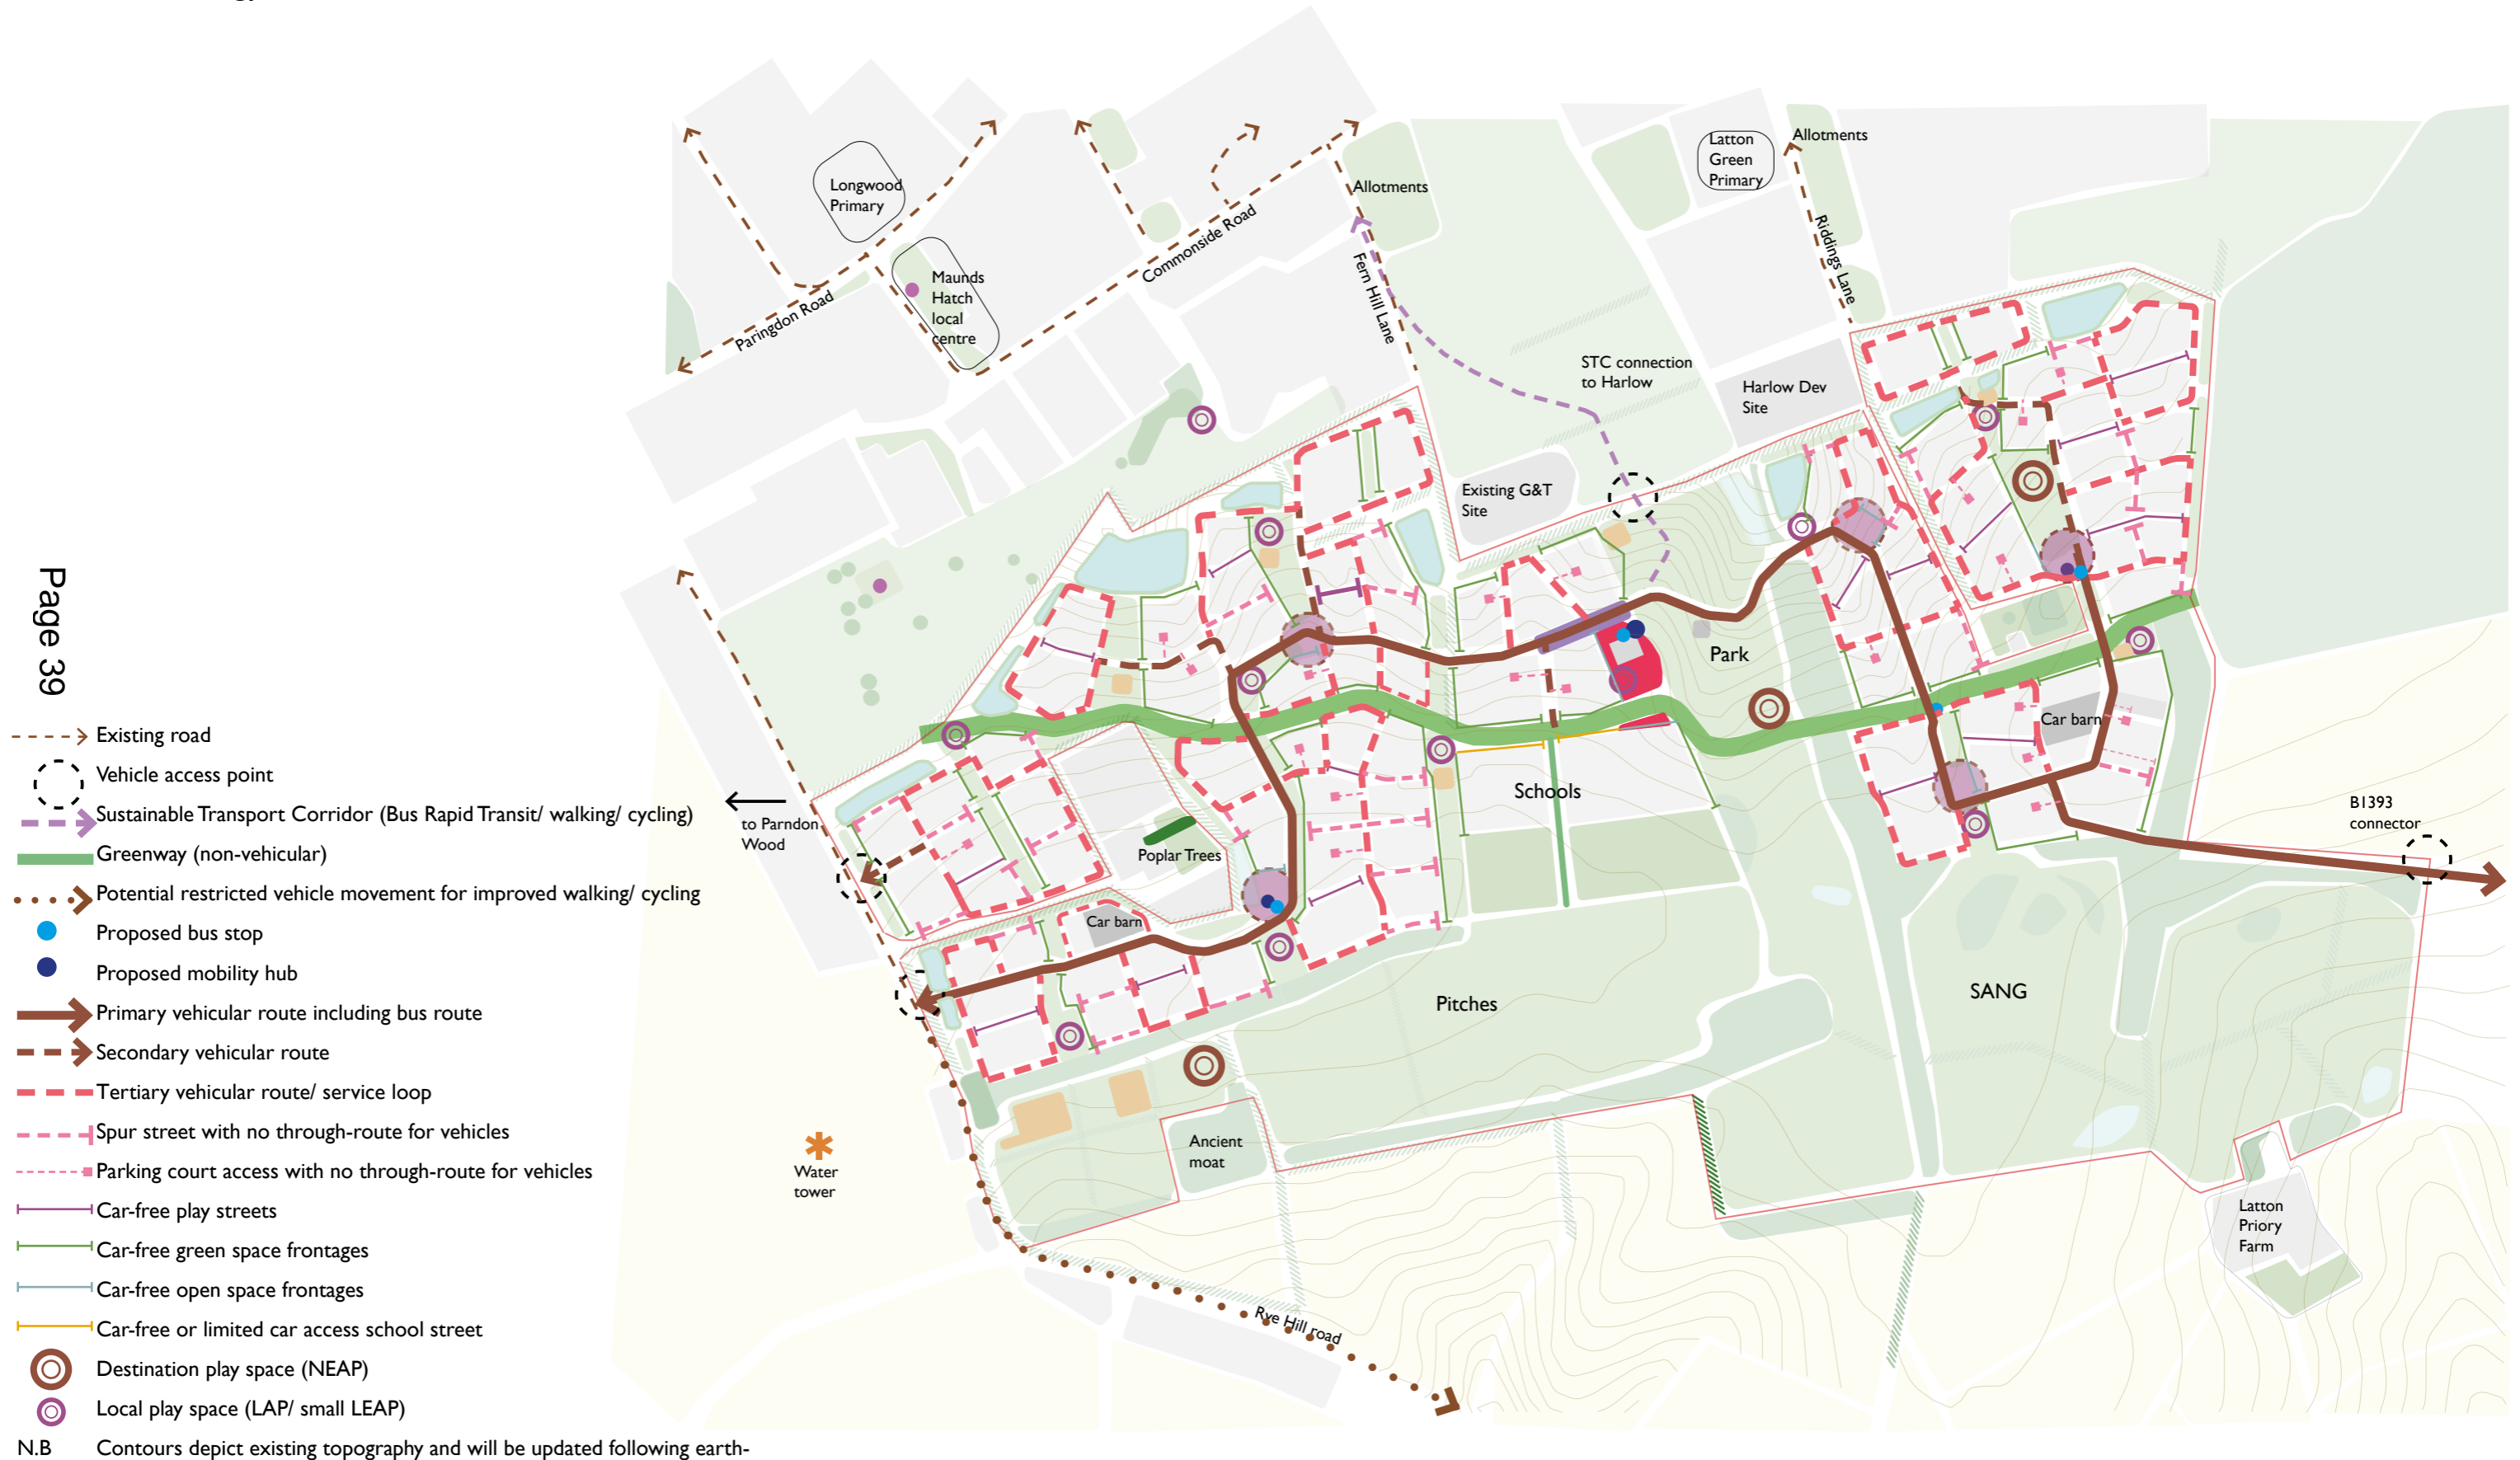 Page 39
Existing road
Vehicle access point
Sustainable Transport Corridor (Bus Rapid Transit/ walking/ cycling)
Greenway (non-vehicular)
Potential restricted vehicle movement for improved walking/ cycling
Proposed bus stop
Proposed mobility hub
Primary vehicular route including bus route
Secondary vehicular route
Tertiary vehicular route/ service loop
Spur street with no through-route for vehicles
Parking court access with no through-route for vehicles
Car-free play streets
Car-free green space frontages
Car-free open space frontages
Car-free or limited car access school street
Destination play space (NEAP)
Local play space (LAP/ small LEAP)
N.B Contours depict existing topography and will be updated following earth-
Longwood
Primary
Maunds
Hatch
local
centre
Paringdon Road
Commonside Road
Allotments
Fern Hill Lane
Latton
Green
Primary
Allotments
Riddings Lane
STC connection
to Harlow
Harlow Dev
Site
Existing G&T
Site
Park
Car barn
Schools
B1393
connector
to Parndon
Wood
Poplar Trees
Car barn
Pitches
SANG
Ancient
moat
Water
tower
Latton
Priory
Farm
Rye Hill road